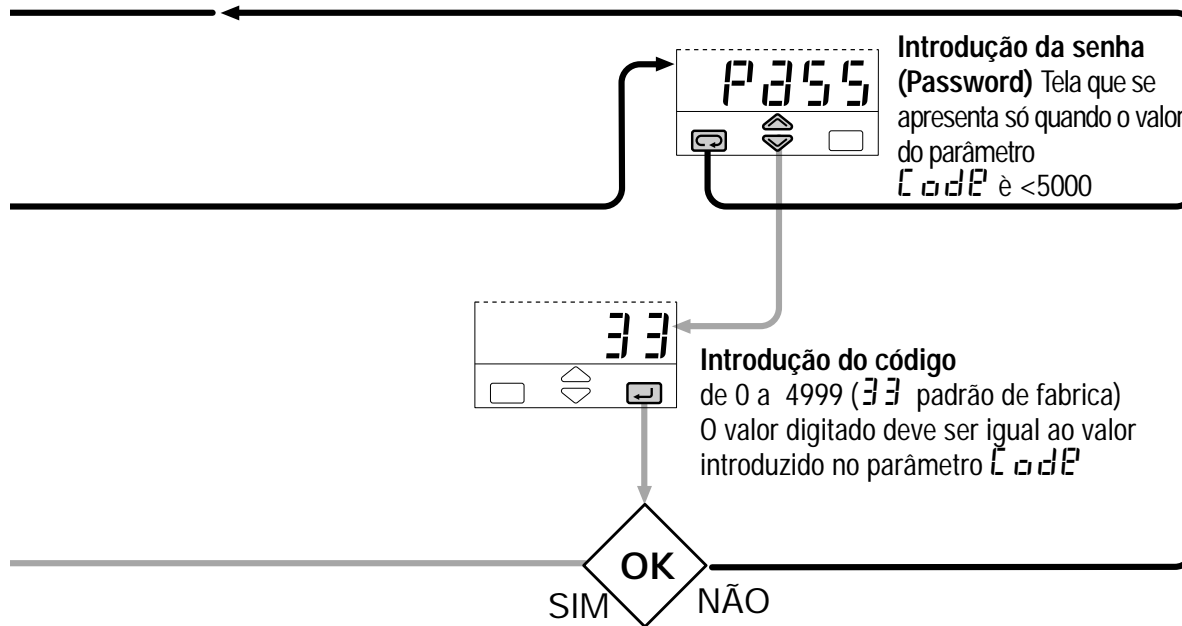 PASS
Introdução da senha
(Password) Tela que se
apresenta só quando o valor
do parâmetro
Code è <5000
33
Introdução do código
de 0 a 4999 (33 padrão de fabrica)
O valor digitado deve ser igual ao valor
introduzido no parâmetro Code
OK
SIM
NÃO